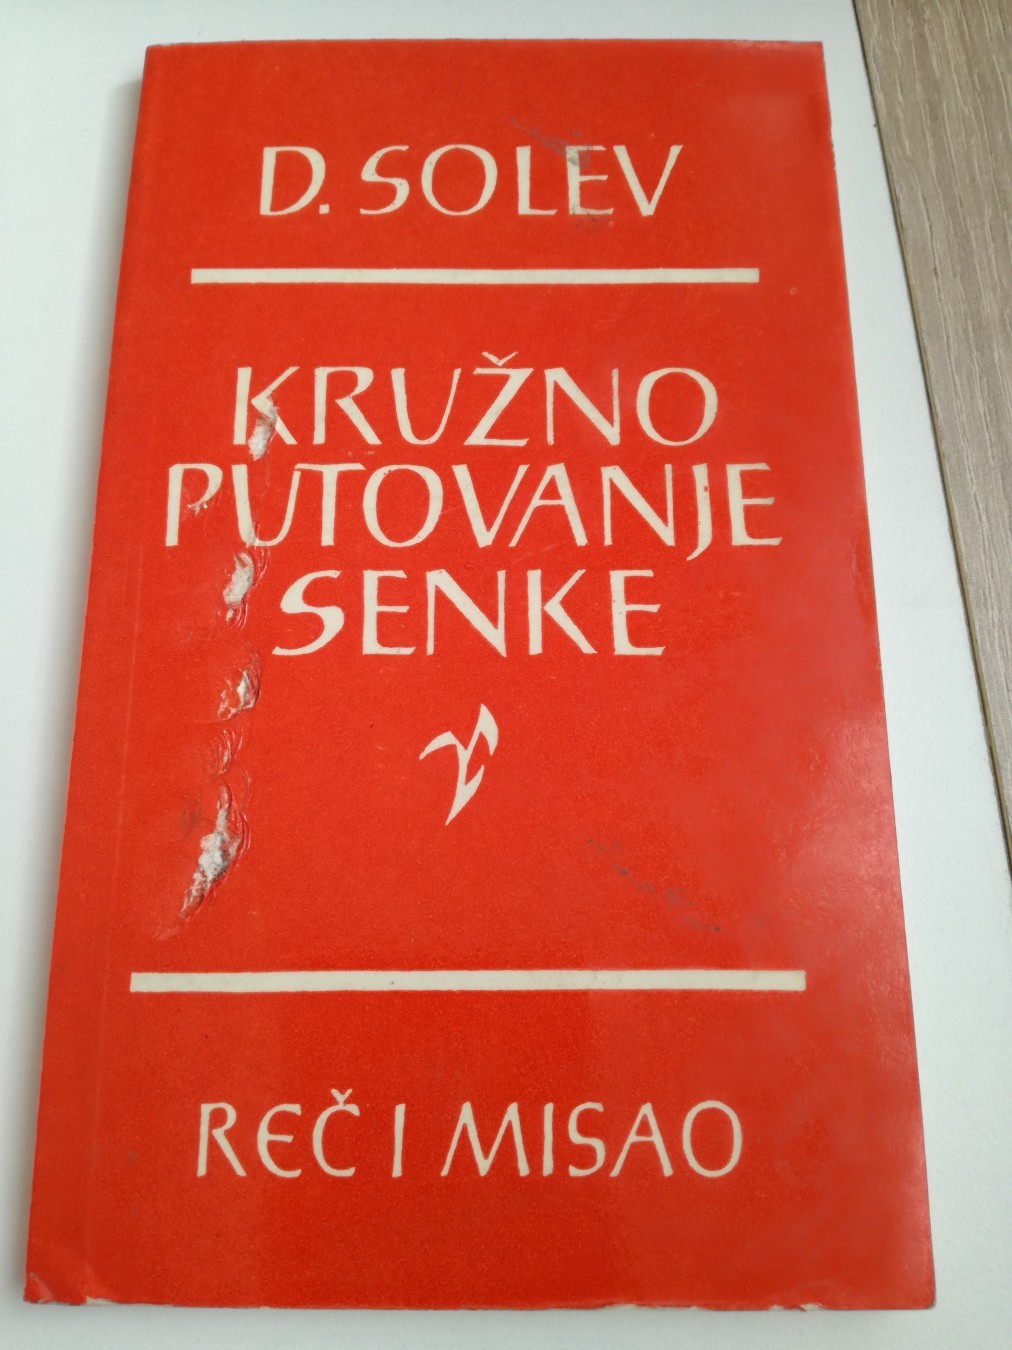 D. SOLEV
KRUŽNO
PUTOVANJE
SENKE
REČ I MISAO